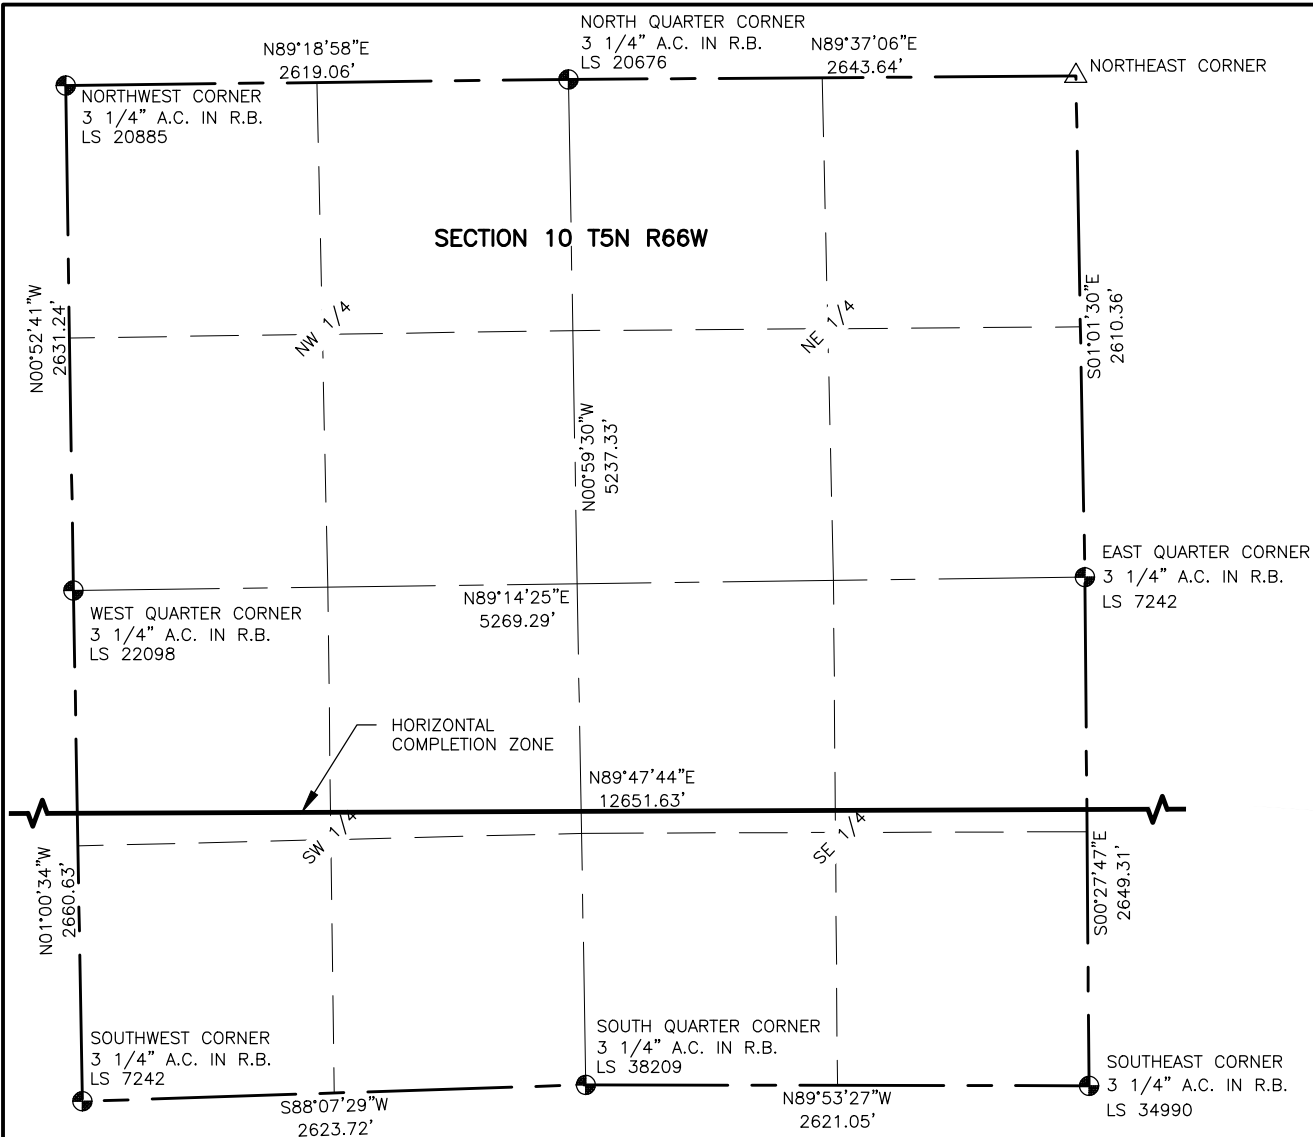 NORTH QUARTER CORNER
3 1/4" A.C. IN R.B.
LS 20676
N89°18'58"E
2619.06'
N89°37'06"E
2643.64'
NORTHEAST CORNER
NORTHWEST CORNER
3 1/4" A.C. IN R.B.
LS 20885
SECTION 10 T5N R66W
N00°52'41"W
2631.24'
NW 1/4
NE 1/4
S01°01'30"E
2610.36'
N00°59'30"W
5237.33'
EAST QUARTER CORNER
3 1/4" A.C. IN R.B.
LS 7242
N89°14'25"E
5269.29'
WEST QUARTER CORNER
3 1/4" A.C. IN R.B.
LS 22098
HORIZONTAL
COMPLETION ZONE
N89°47'44"E
12651.63'
SW 1/4
SE 1/4
N01°00'34"W
2660.63'
S00°27'47"E
2649.31'
SOUTHWEST CORNER
3 1/4" A.C. IN R.B.
LS 7242
SOUTH QUARTER CORNER
3 1/4" A.C. IN R.B.
LS 38209
SOUTHEAST CORNER
3 1/4" A.C. IN R.B.
LS 34990
S88°07'29"W
2623.72'
N89°53'27"W
2621.05'